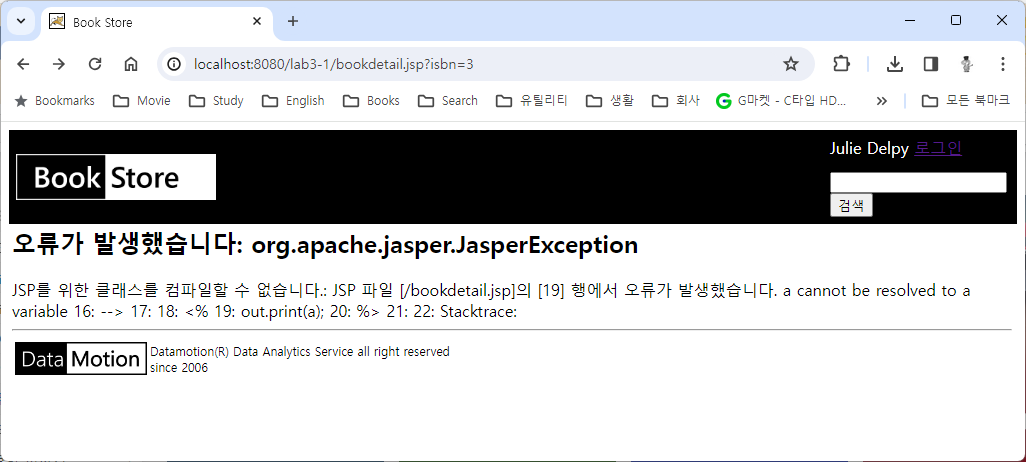 Book Store
localhost:8080/lab3-1/bookdetail.jsp?isbn=3
Bookmarks Movie Study English Books Search 유틸리티 생활 회사 G마켓 - C타입 HD... 모든 북마크
Julie Delpy 로그인
Book Store
검색
오류가 발생했습니다: org.apache.jasper.JasperException
JSP를 위한 클래스를 컴파일할 수 없습니다.: JSP 파일 [/bookdetail.jsp]의 [19] 행에서 오류가 발생했습니다. a cannot be resolved to a
variable 16: --> 17: 18: <% 19: out.print(a); 20: %> 21: 22: Stacktrace:
Data Motion Datamotion(R) Data Analytics Service all right reserved
since 2006